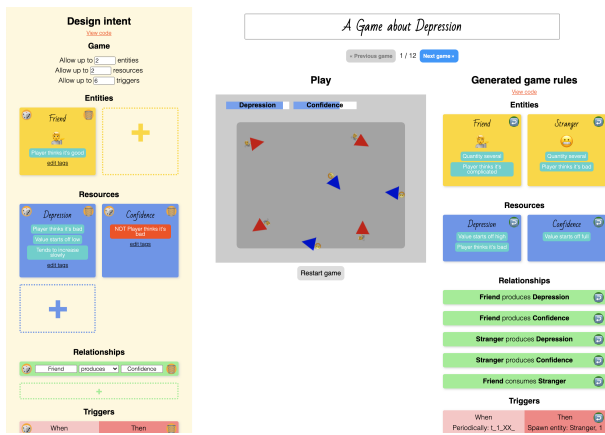 Design intent
View code
Game
Allow up to 2 entities
Allow up to 2 resources
Allow up to 6 triggers
Entities
Friend
Player thinks it's good
edit tags
Resources
Depression
Player thinks it's bad
Value starts off low
Tends to increase slowly
edit tags
Confidence
NOT Player thinks it's bad
edit tags
Relationships
Friend produces Confidence
Triggers
When Then
A Game about Depression
« Previous game 1 / 12 Next game »
Play
Depression Confidence
Restart game
Generated game rules
View code
Entities
Friend
Quantity several
Player thinks it's complicated
Stranger
Quantity several
Player thinks it's bad
Resources
Depression
Value starts off high
Player thinks it's bad
Confidence
Value starts off full
Relationships
Friend produces Depression
Friend produces Confidence
Stranger produces Depression
Stranger produces Confidence
Friend consumes Stranger
Triggers
When Then
Periodically: t_1_XX_ Spawn entity: Stranger, 1